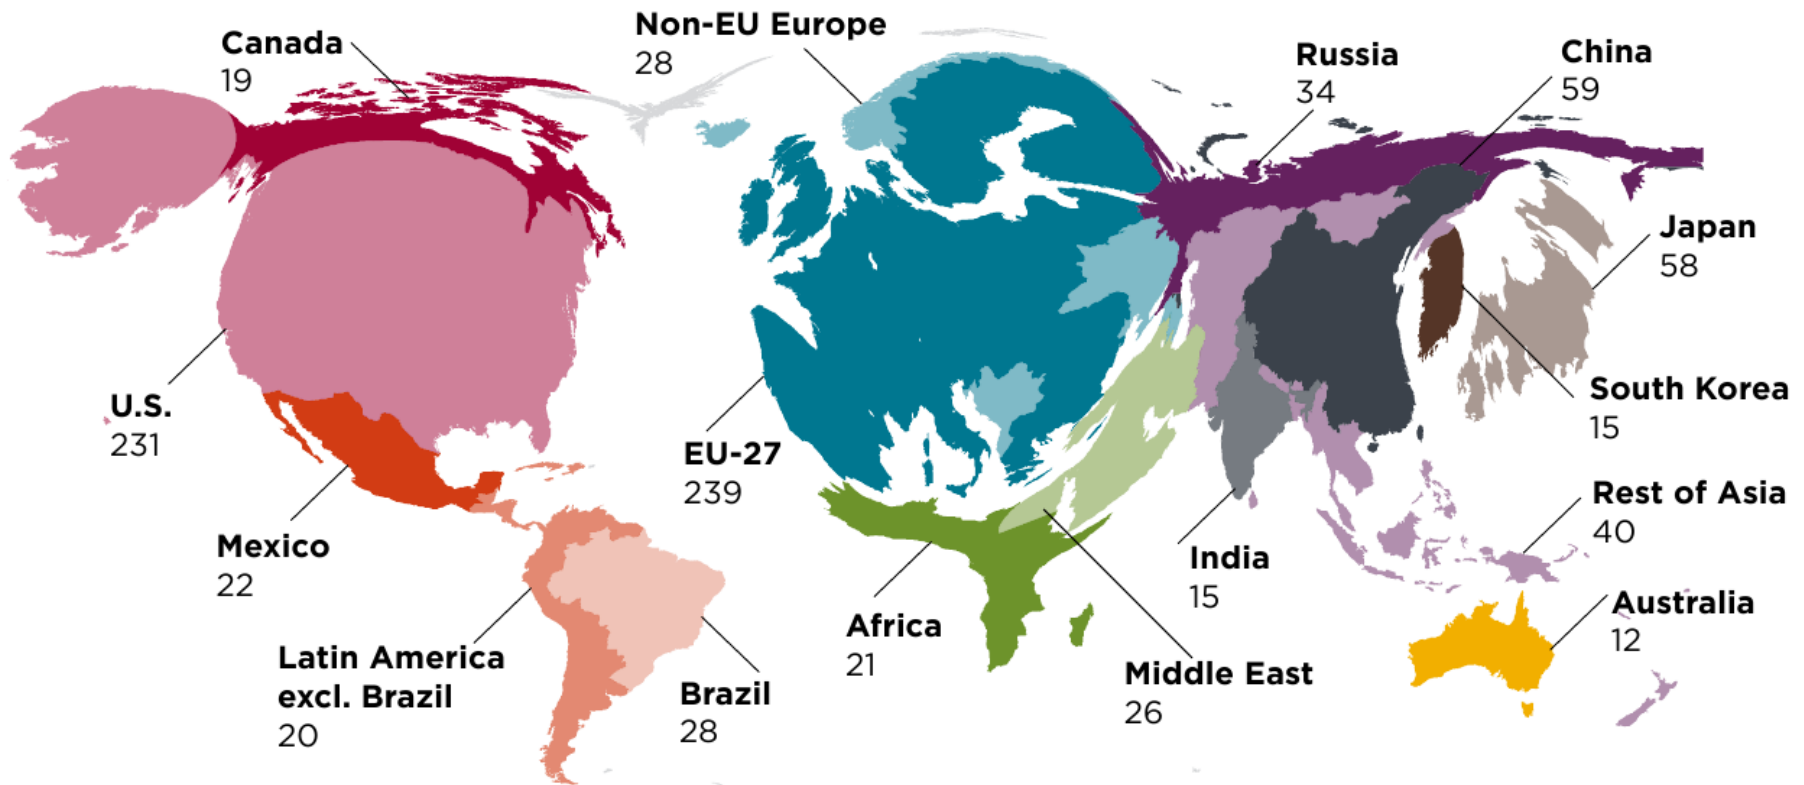 Canada
19
Non-EU Europe
28
Russia
34
China
59
Japan
58
U.S.
231
EU-27
239
South Korea
15
Rest of Asia
40
Mexico
22
India
15
Australia
12
Africa
21
Latin America
excl. Brazil
20
Brazil
28
Middle East
26